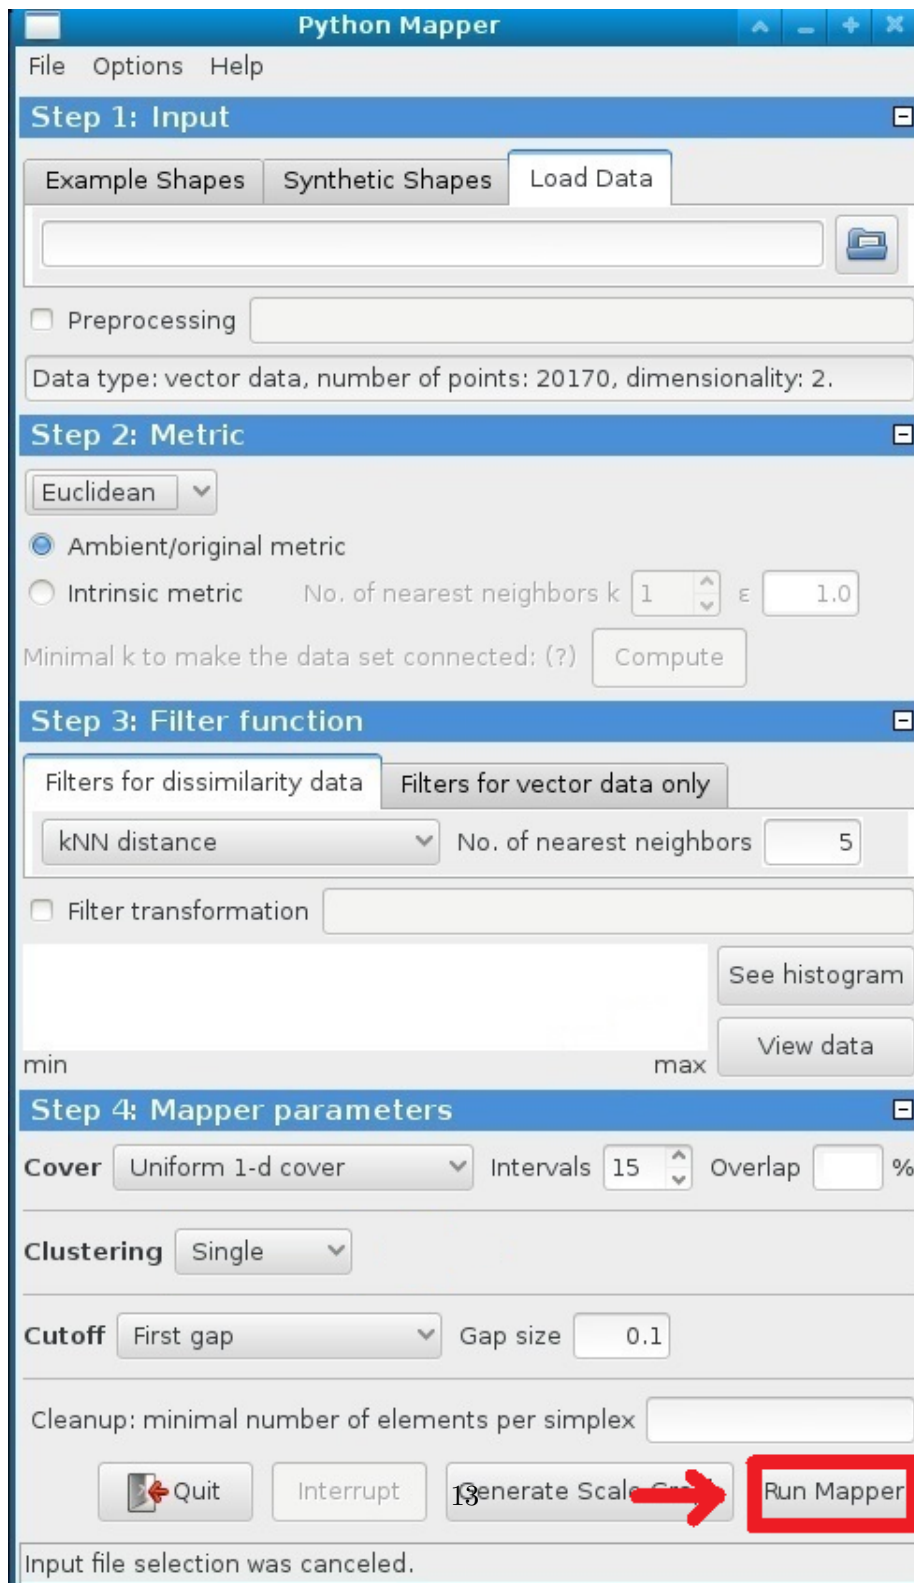 Python Mapper
File Options Help
Step 1: Input
Example Shapes Synthetic Shapes Load Data
Preprocessing
Data type: vector data, number of points: 20170, dimensionality: 2.
Step 2: Metric
Euclidean
Ambient/original metric
Intrinsic metric No. of nearest neighbors k 1 ε 1.0
Minimal k to make the data set connected: (?) Compute
Step 3: Filter function
Filters for dissimilarity data Filters for vector data only
kNN distance No. of nearest neighbors 5
Filter transformation
See histogram
View data
min max
Step 4: Mapper parameters
Cover Uniform 1-d cover Intervals 15 Overlap %
Clustering Single
Cutoff First gap Gap size 0.1
Cleanup: minimal number of elements per simplex
Quit Interrupt Generate Scale Run Mapper
13
Input file selection was canceled.